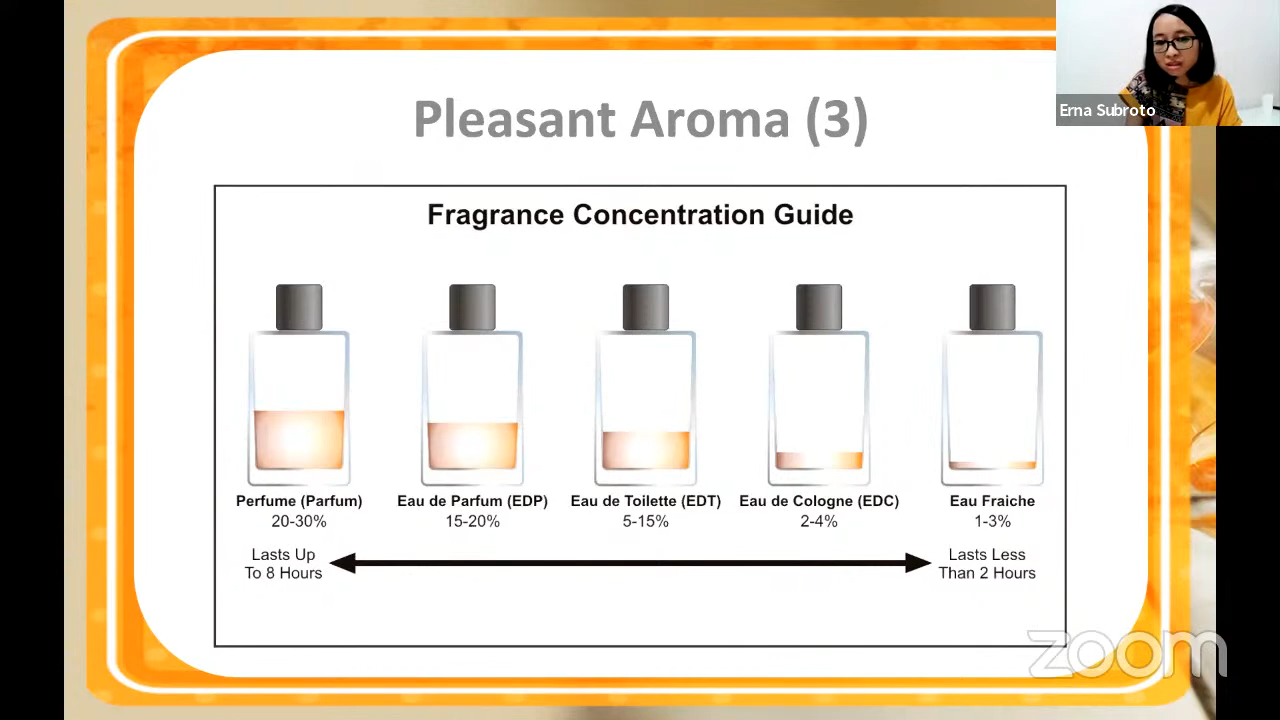 Pleasant Aroma (3)
Erna Subroto
Fragrance Concentration Guide
Perfume (Parfum)
20-30%
Eau de Parfum (EDP)
15-20%
Eau de Toilette (EDT)
5-15%
Eau de Cologne (EDC)
2-4%
Eau Fraiche
1-3%
Lasts Up
To 8 Hours
Lasts Less
Than 2 Hours
zoom